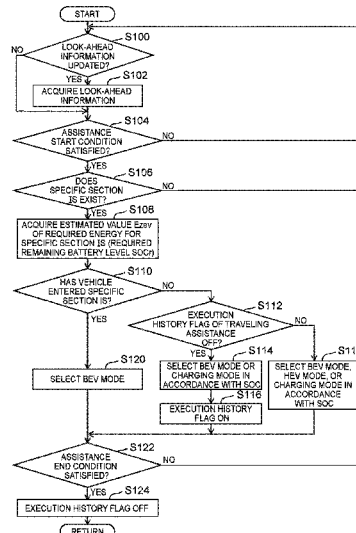 START
S100
LOOK-AHEAD
INFORMATION
UPDATED?
NO
YES
S102
ACQUIRE LOOK-AHEAD
INFORMATION
S104
ASSISTANCE
START CONDITION
SATISFIED?
NO
YES
S106
DOES
SPECIFIC SECTION
IS EXIST?
NO
YES
S108
ACQUIRE ESTIMATED VALUE Ezev
OF REQUIRED ENERGY FOR
SPECIFIC SECTION IS (REQUIRED
REMAINING BATTERY LEVEL SOCr)
S110
HAS VEHICLE
ENTERED SPECIFIC
SECTION IS?
NO
YES
S112
EXECUTION
HISTORY FLAG OF TRAVELING
ASSISTANCE
OFF?
NO
YES
S114
SELECT BEV MODE OR
CHARGING MODE IN
ACCORDANCE WITH SOC
S11
SELECT BEV MODE,
HEV MODE, OR
CHARGING MODE IN
ACCORDANCE
WITH SOC
S120
SELECT BEV MODE
S116
EXECUTION HISTORY
FLAG ON
S122
ASSISTANCE
END CONDITION
SATISFIED?
NO
YES
S124
EXECUTION HISTORY FLAG OFF
RETURN